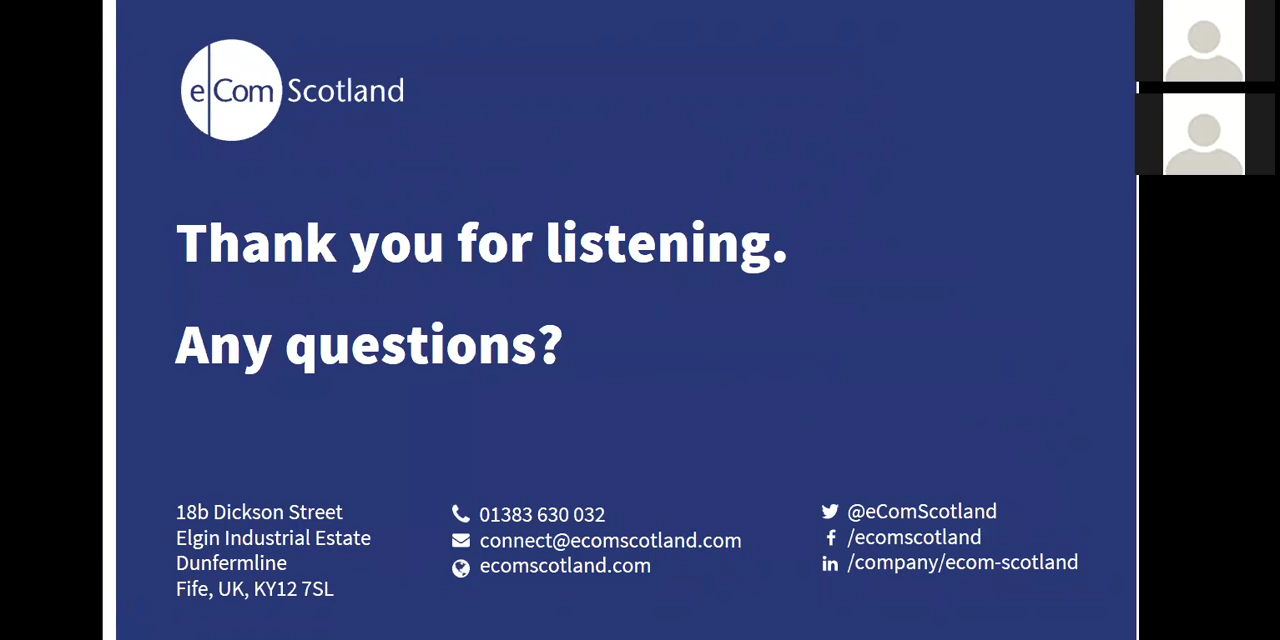 eCom Scotland
Thank you for listening.
Any questions?
18b Dickson Street
Elgin Industrial Estate
Dunfermline
Fife, UK, KY12 7SL
01383 630 032
connect@ecomscotland.com
ecomscotland.com
@eComScotland
/ecomscotland
in /company/ecom-scotland